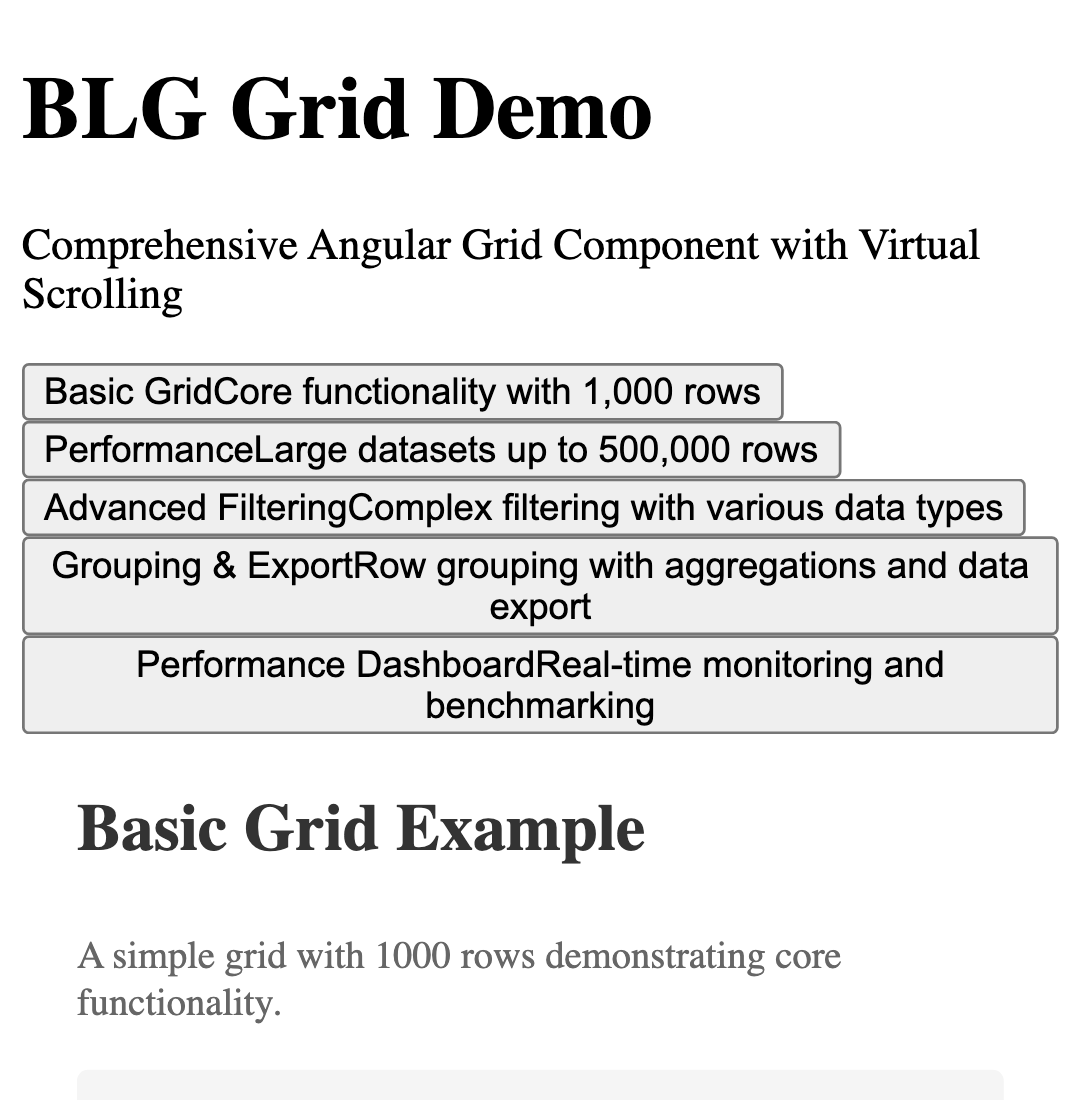 BLG Grid Demo
Comprehensive Angular Grid Component with Virtual
Scrolling
Basic GridCore functionality with 1,000 rows
PerformanceLarge datasets up to 500,000 rows
Advanced FilteringComplex filtering with various data types
Grouping & ExportRow grouping with aggregations and data
export
Performance DashboardReal-time monitoring and
benchmarking
Basic Grid Example
A simple grid with 1000 rows demonstrating core
functionality.